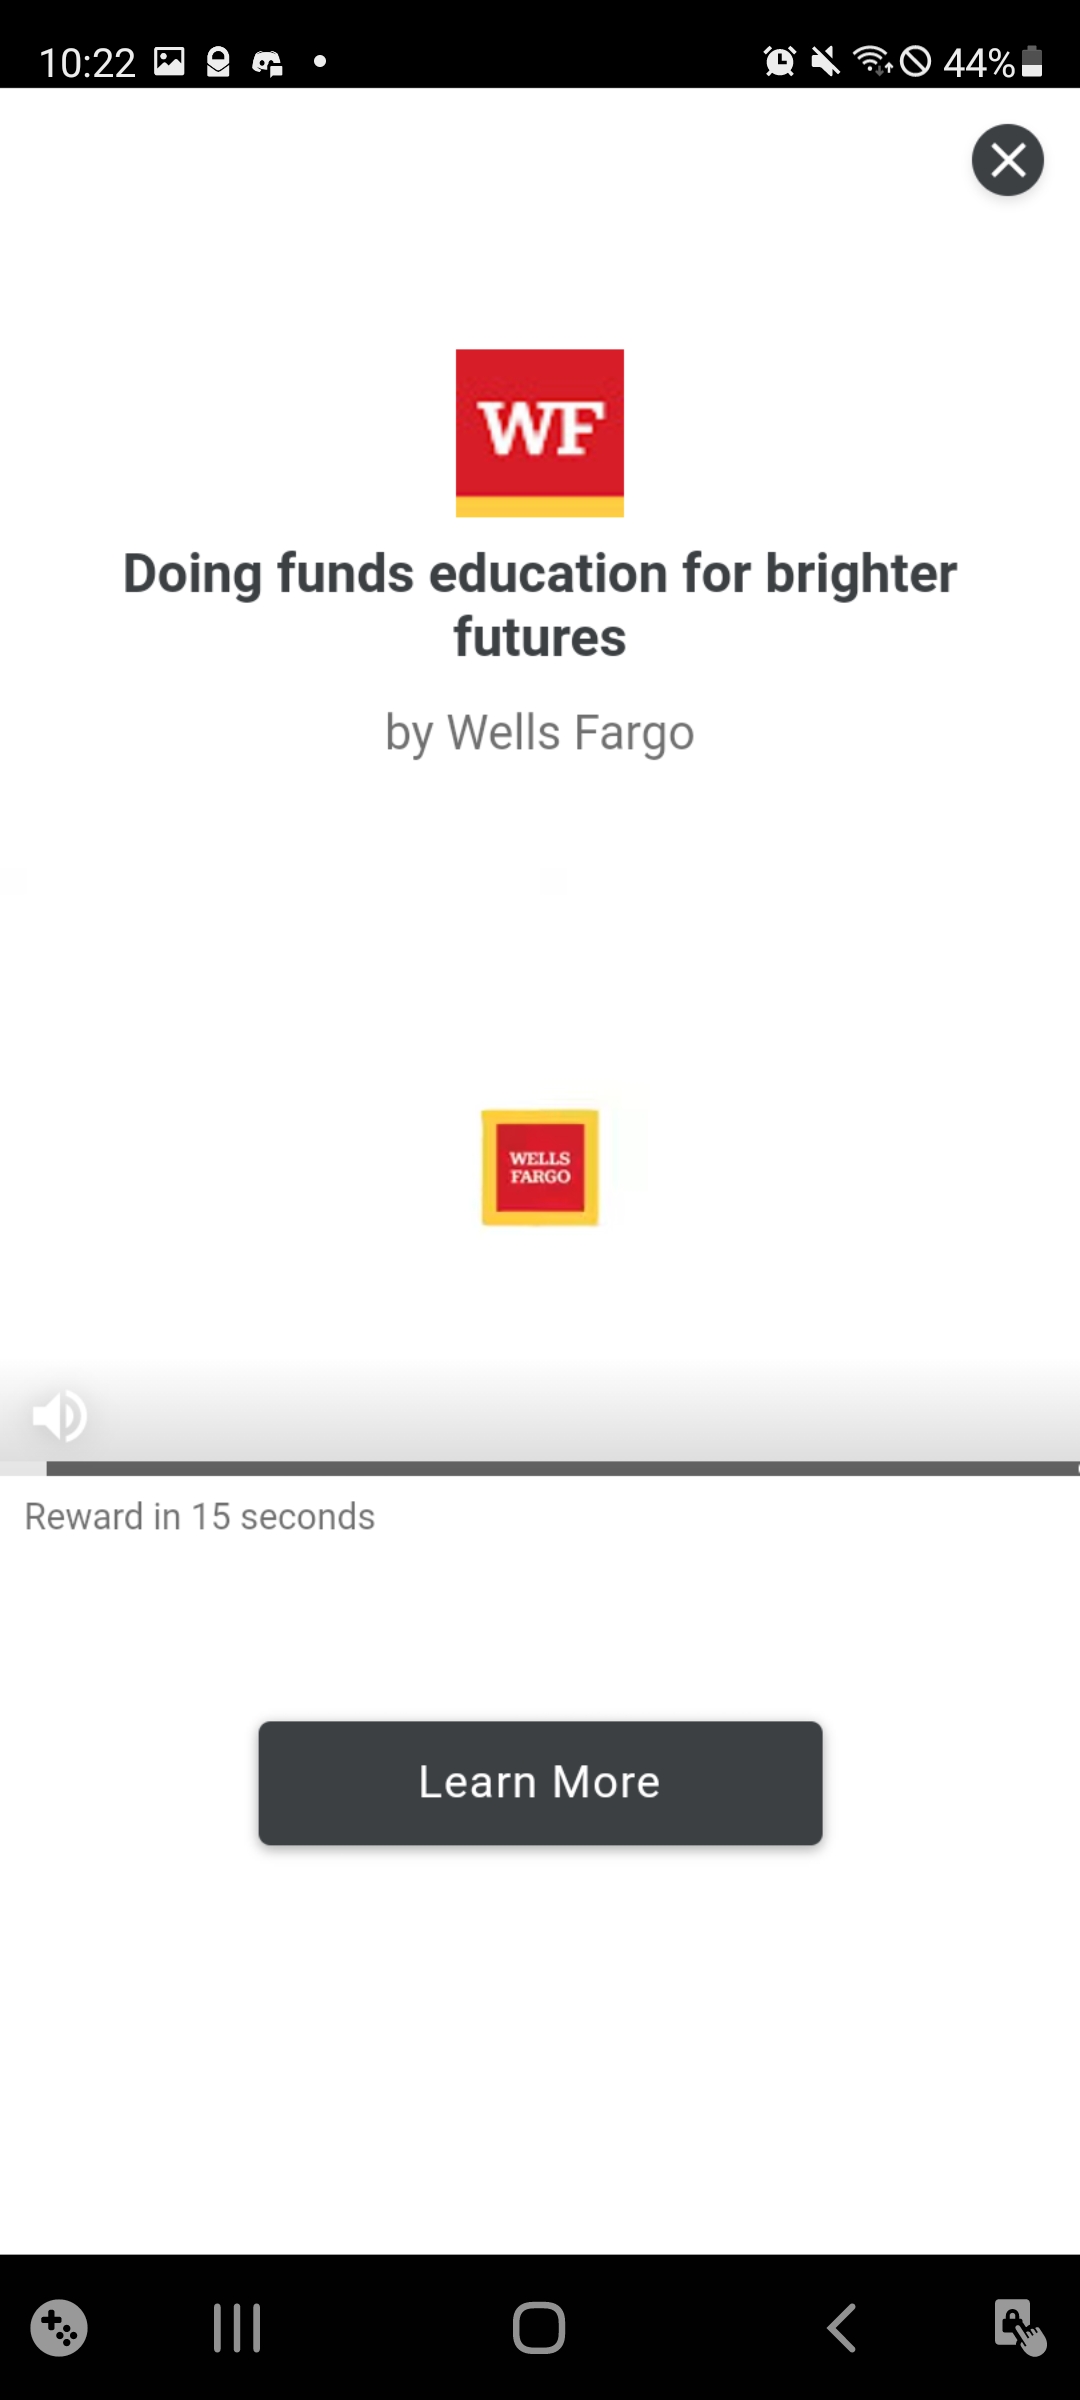 10:22
44%
WF
Doing funds education for brighter
futures
by Wells Fargo
WELLS
FARGO
Reward in 15 seconds
Learn More